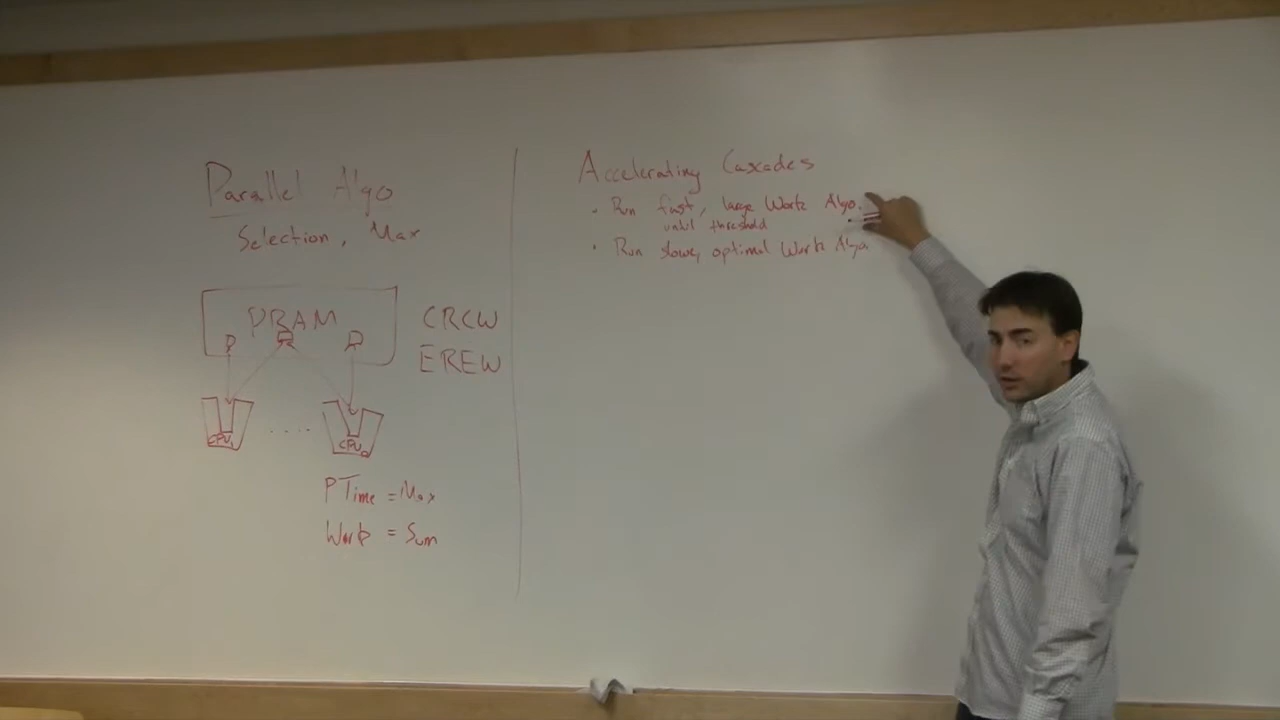 Parallel Algo
Selection, Max
PRAM
CRCW
EREW
CPU
CPU
PTime = Max
Work = Sum
Accelerating Cascades
· Run fast, large Work Algo.
until threshold
· Run slower, optimal Work Algo